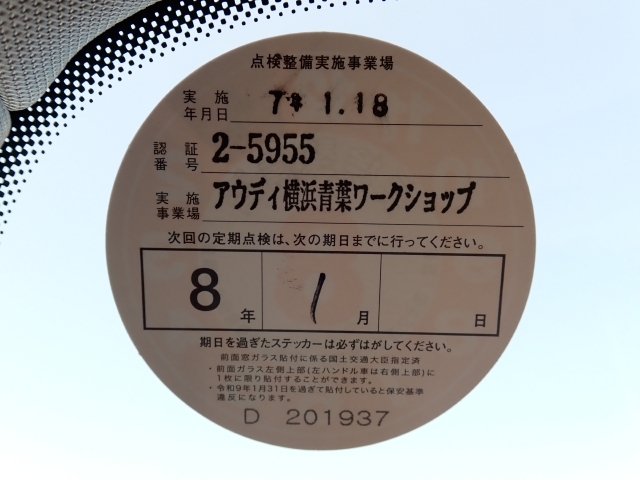 点検整備実施事業場
実施年月日 7年 1.18
認証番号 2-5955
実施事業場 アウディ横浜青葉ワークショップ
次回の定期点検は、次の期日までに行ってください。
8年 1月 日
期日を過ぎたステッカーは必ずはがしてください。
前面窓ガラス貼付に係る国土交通大臣指定済
・前面ガラス左側上部(左ハンドル車は右側上部)に
1枚に限り貼付することができます。
・令和9年1月31日を過ぎて貼付していると保安基準
違反になります。
D 201937